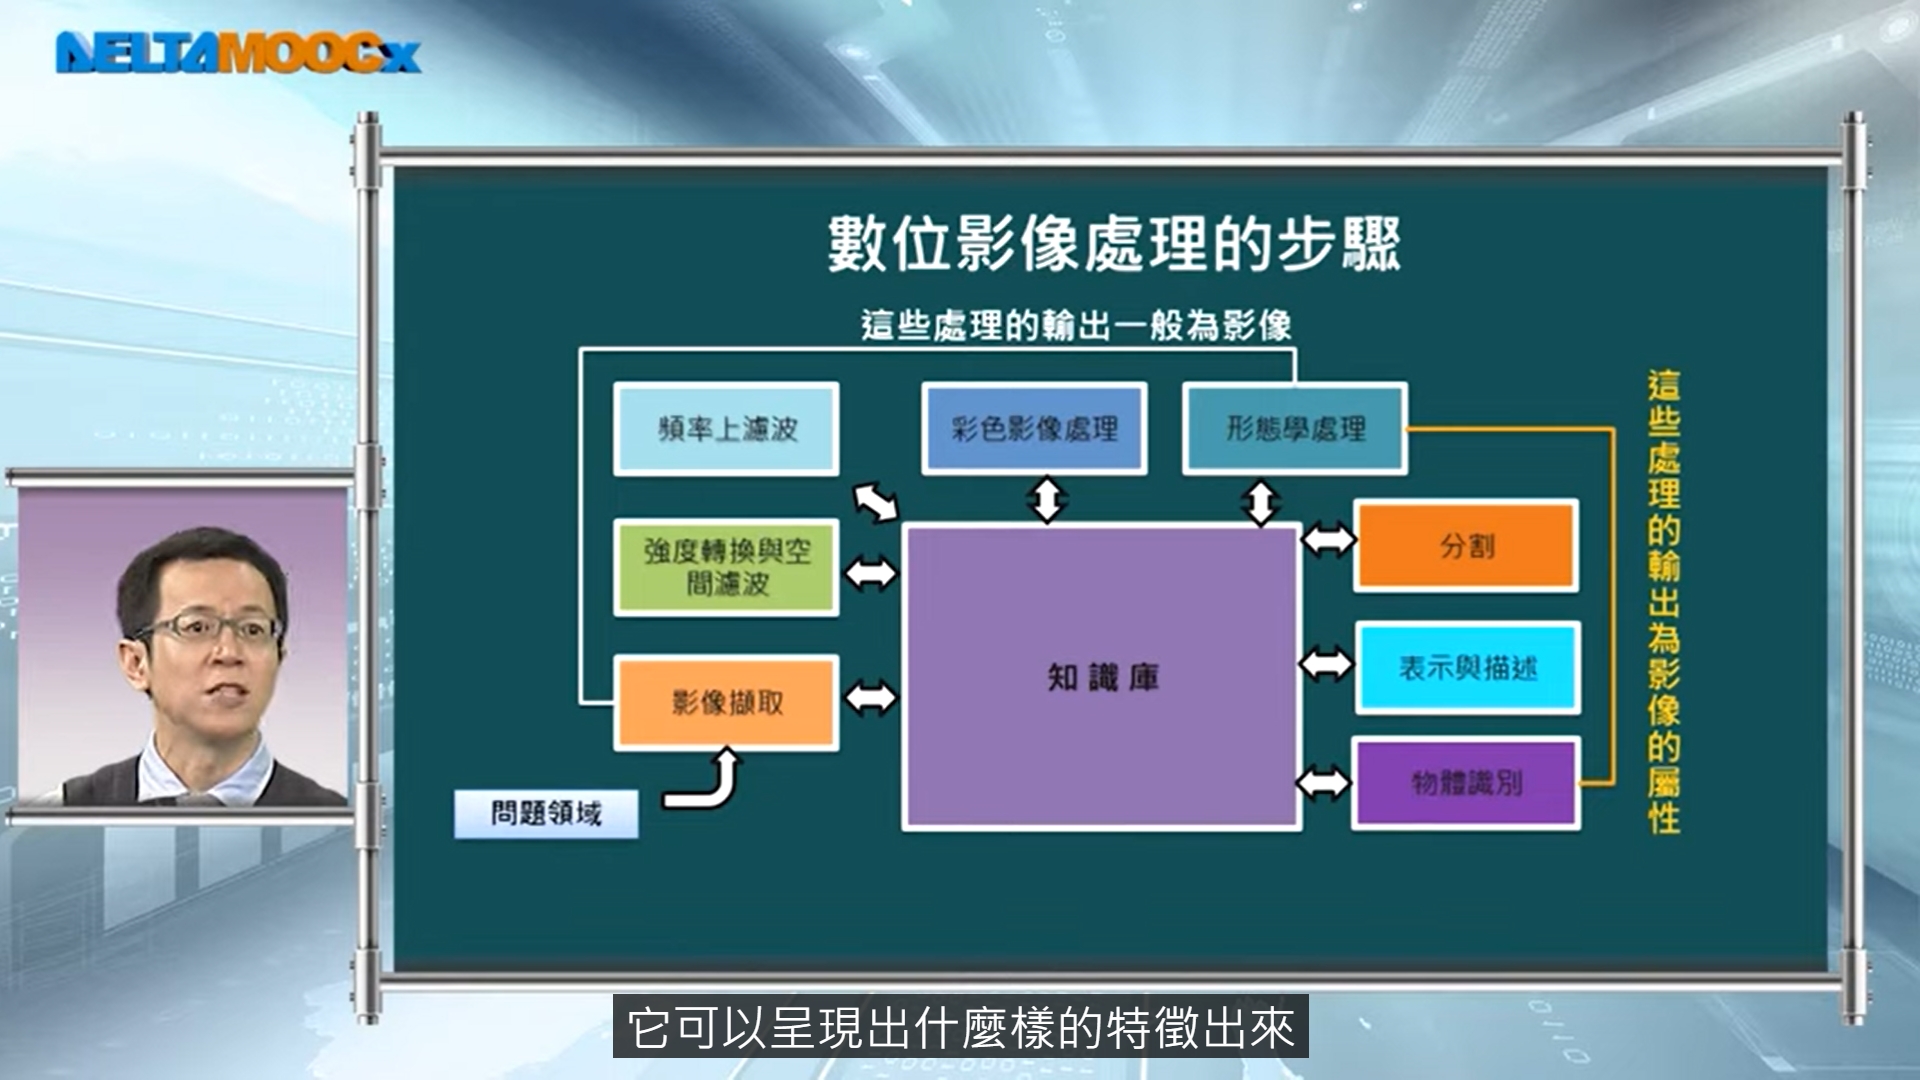 DELTAMOOCx
數位影像處理的步驟
這些處理的輸出一般為影像
頻率上濾波
彩色影像處理
形態學處理
強度轉換與空
間濾波
分割
影像擷取
知識庫
表示與描述
物體識別
問題領域
這些處理的輸出為影像的屬性
它可以呈現出什麼樣的特徵出來